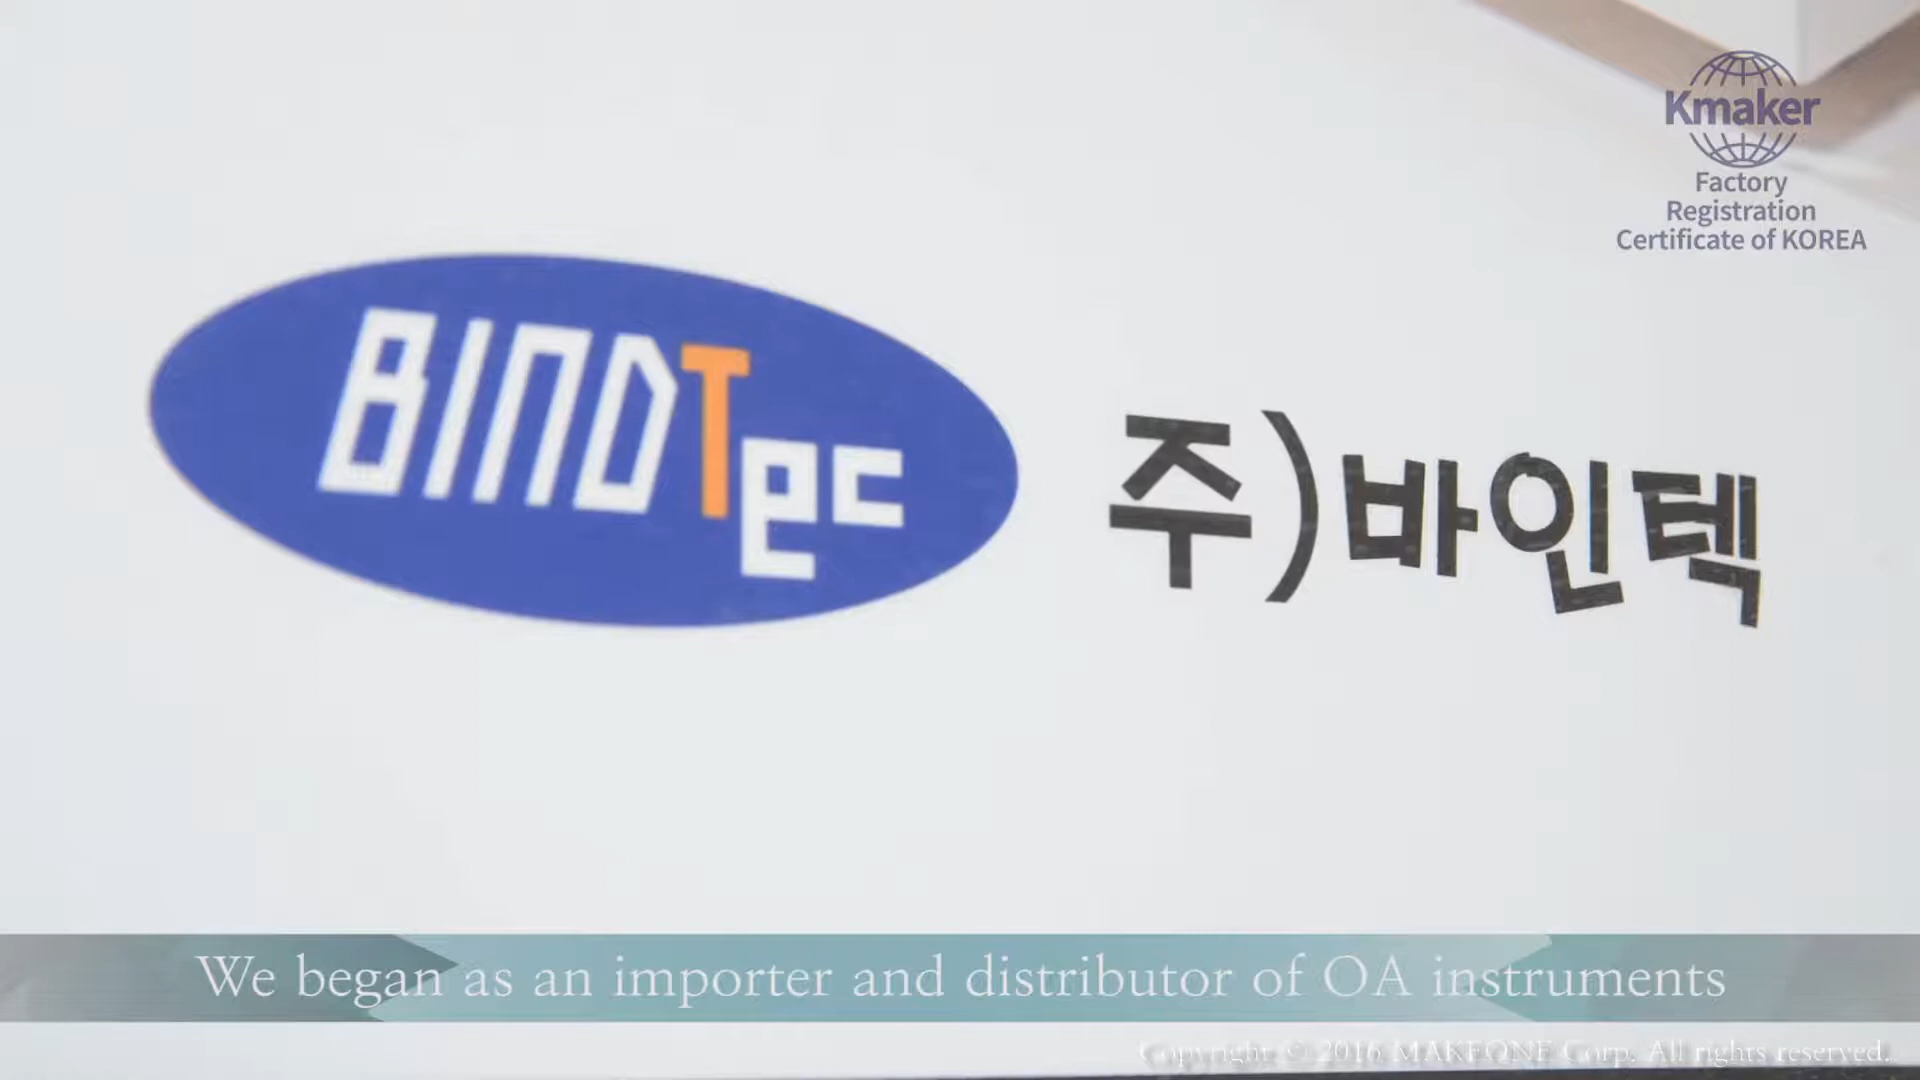 Kmaker
Factory
Registration
Certificate of KOREA
BINDTec
주)바인텍
We began as an importer and distributor of OA instruments
Copyright © 2016 MAKEONE Corp. All rights reserved.